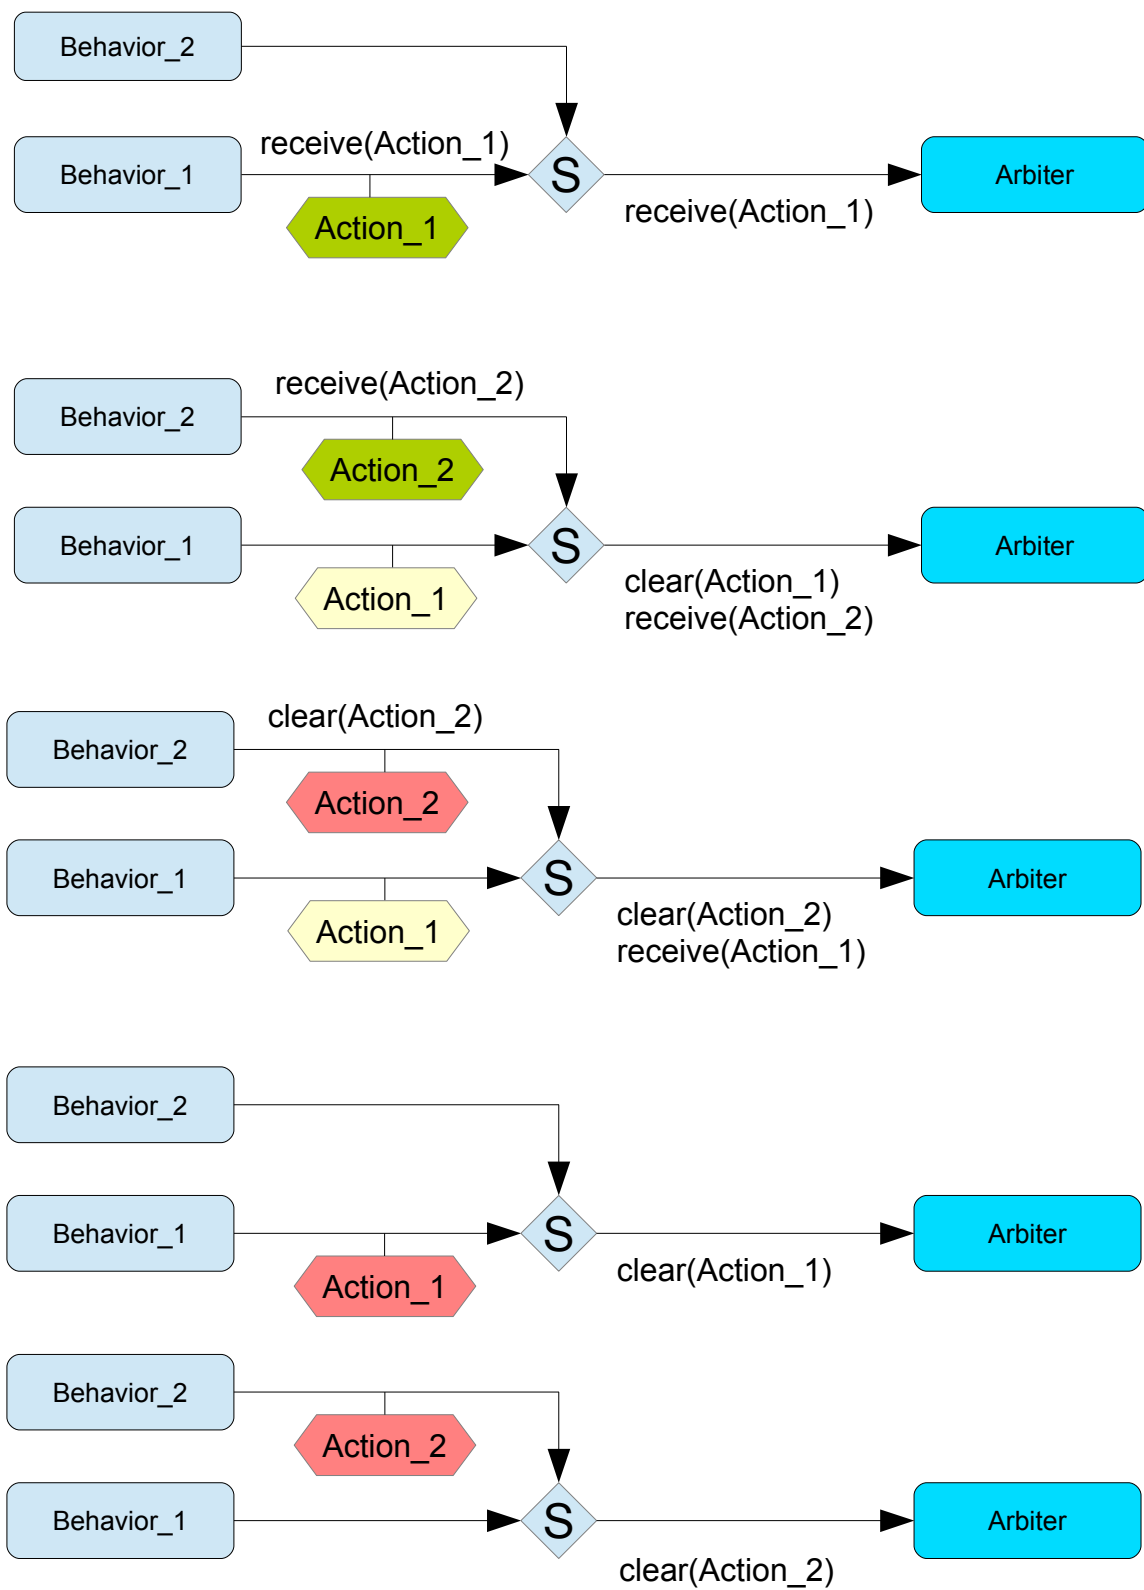 Behavior_2
receive(Action_1)
Behavior_1
S
Arbiter
Action_1
receive(Action_1)
receive(Action_2)
Behavior_2
Action_2
Behavior_1
S
Arbiter
Action_1
clear(Action_1)
receive(Action_2)
clear(Action_2)
Behavior_2
Action_2
Behavior_1
S
Arbiter
Action_1
clear(Action_2)
receive(Action_1)
Behavior_2
Behavior_1
S
Arbiter
Action_1
clear(Action_1)
Behavior_2
Action_2
Behavior_1
S
Arbiter
clear(Action_2)